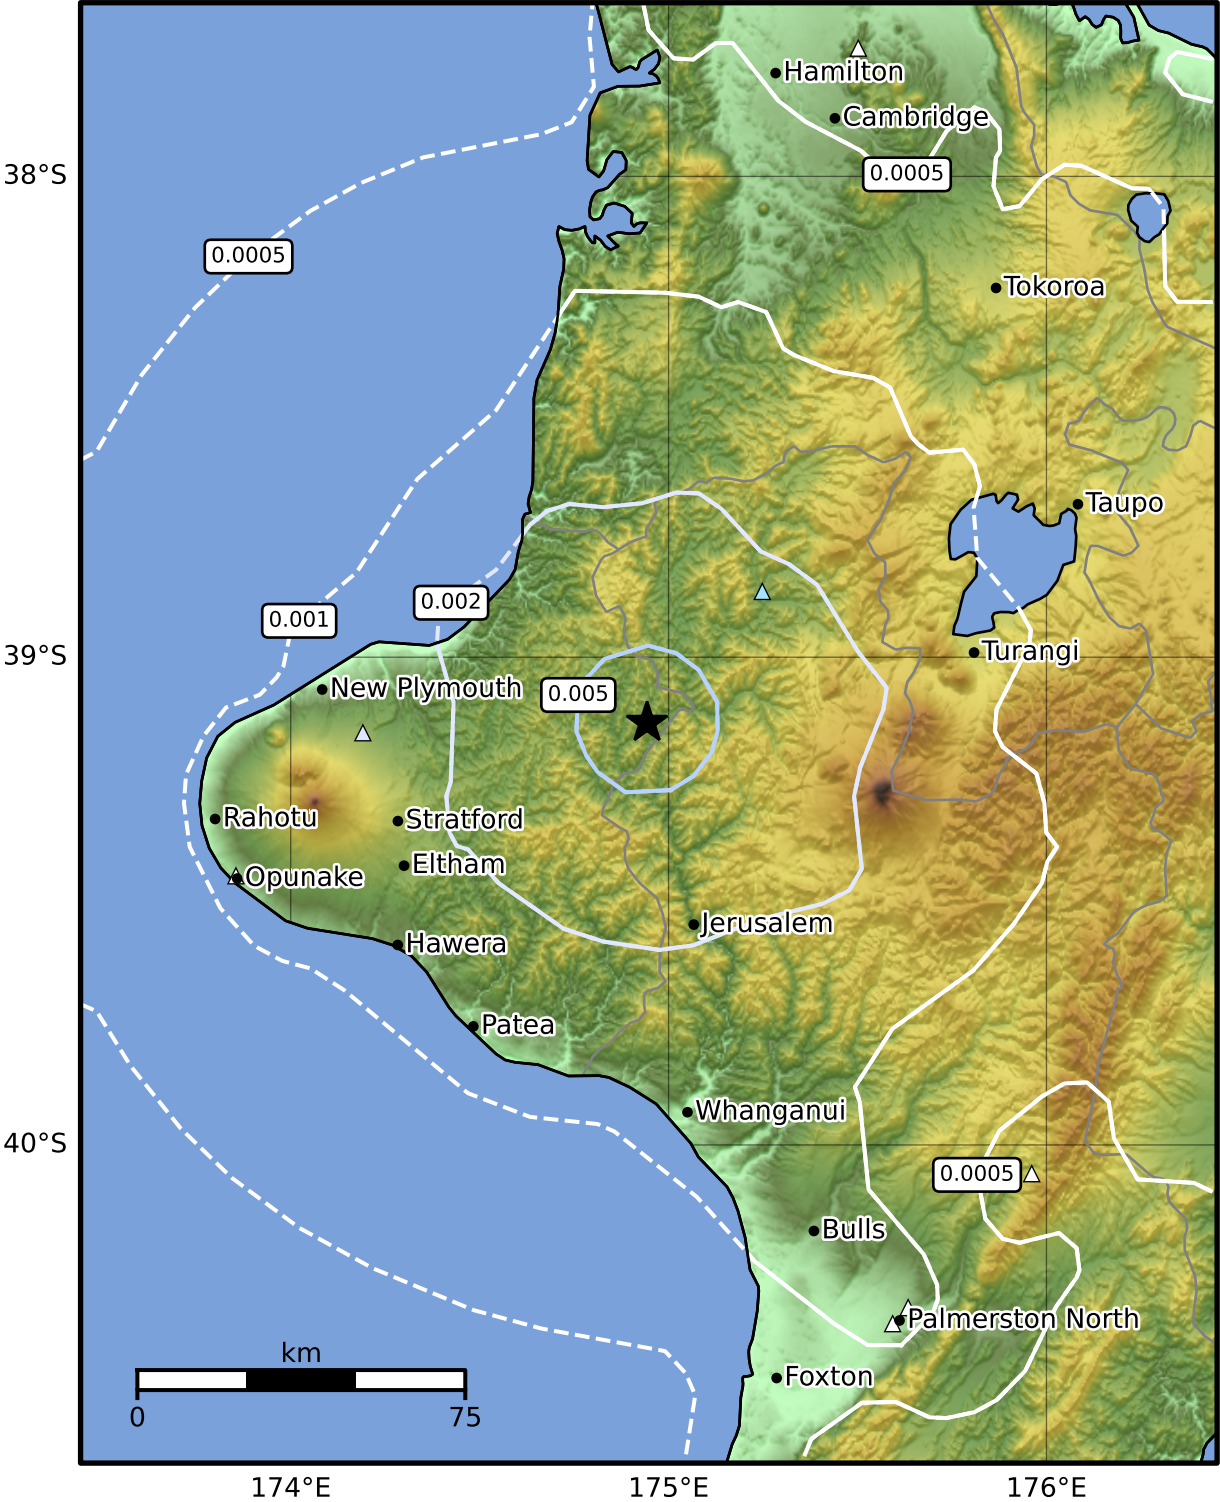 Hamilton
Cambridge
38°S
0.0005
0.0005
Tokoroa
Taupo
0.002
0.001
39°S
Turangi
New Plymouth
0.005
Rahotu
Stratford
Eltham
Opunake
Jerusalem
Hawera
Patea
Whanganui
40°S
0.0005
Bulls
Palmerston North
km
Foxton
0
75
174°E
175°E
176°E